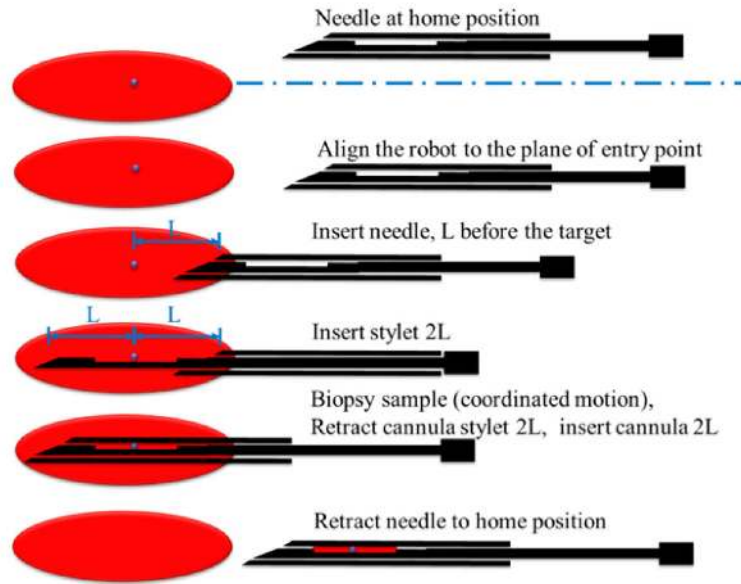 Needle at home position
Align the robot to the plane of entry point
L
Insert needle, L before the target
L L
Insert stylet 2L
Biopsy sample (coordinated motion),
Retract cannula stylet 2L, insert cannula 2L
Retract needle to home position